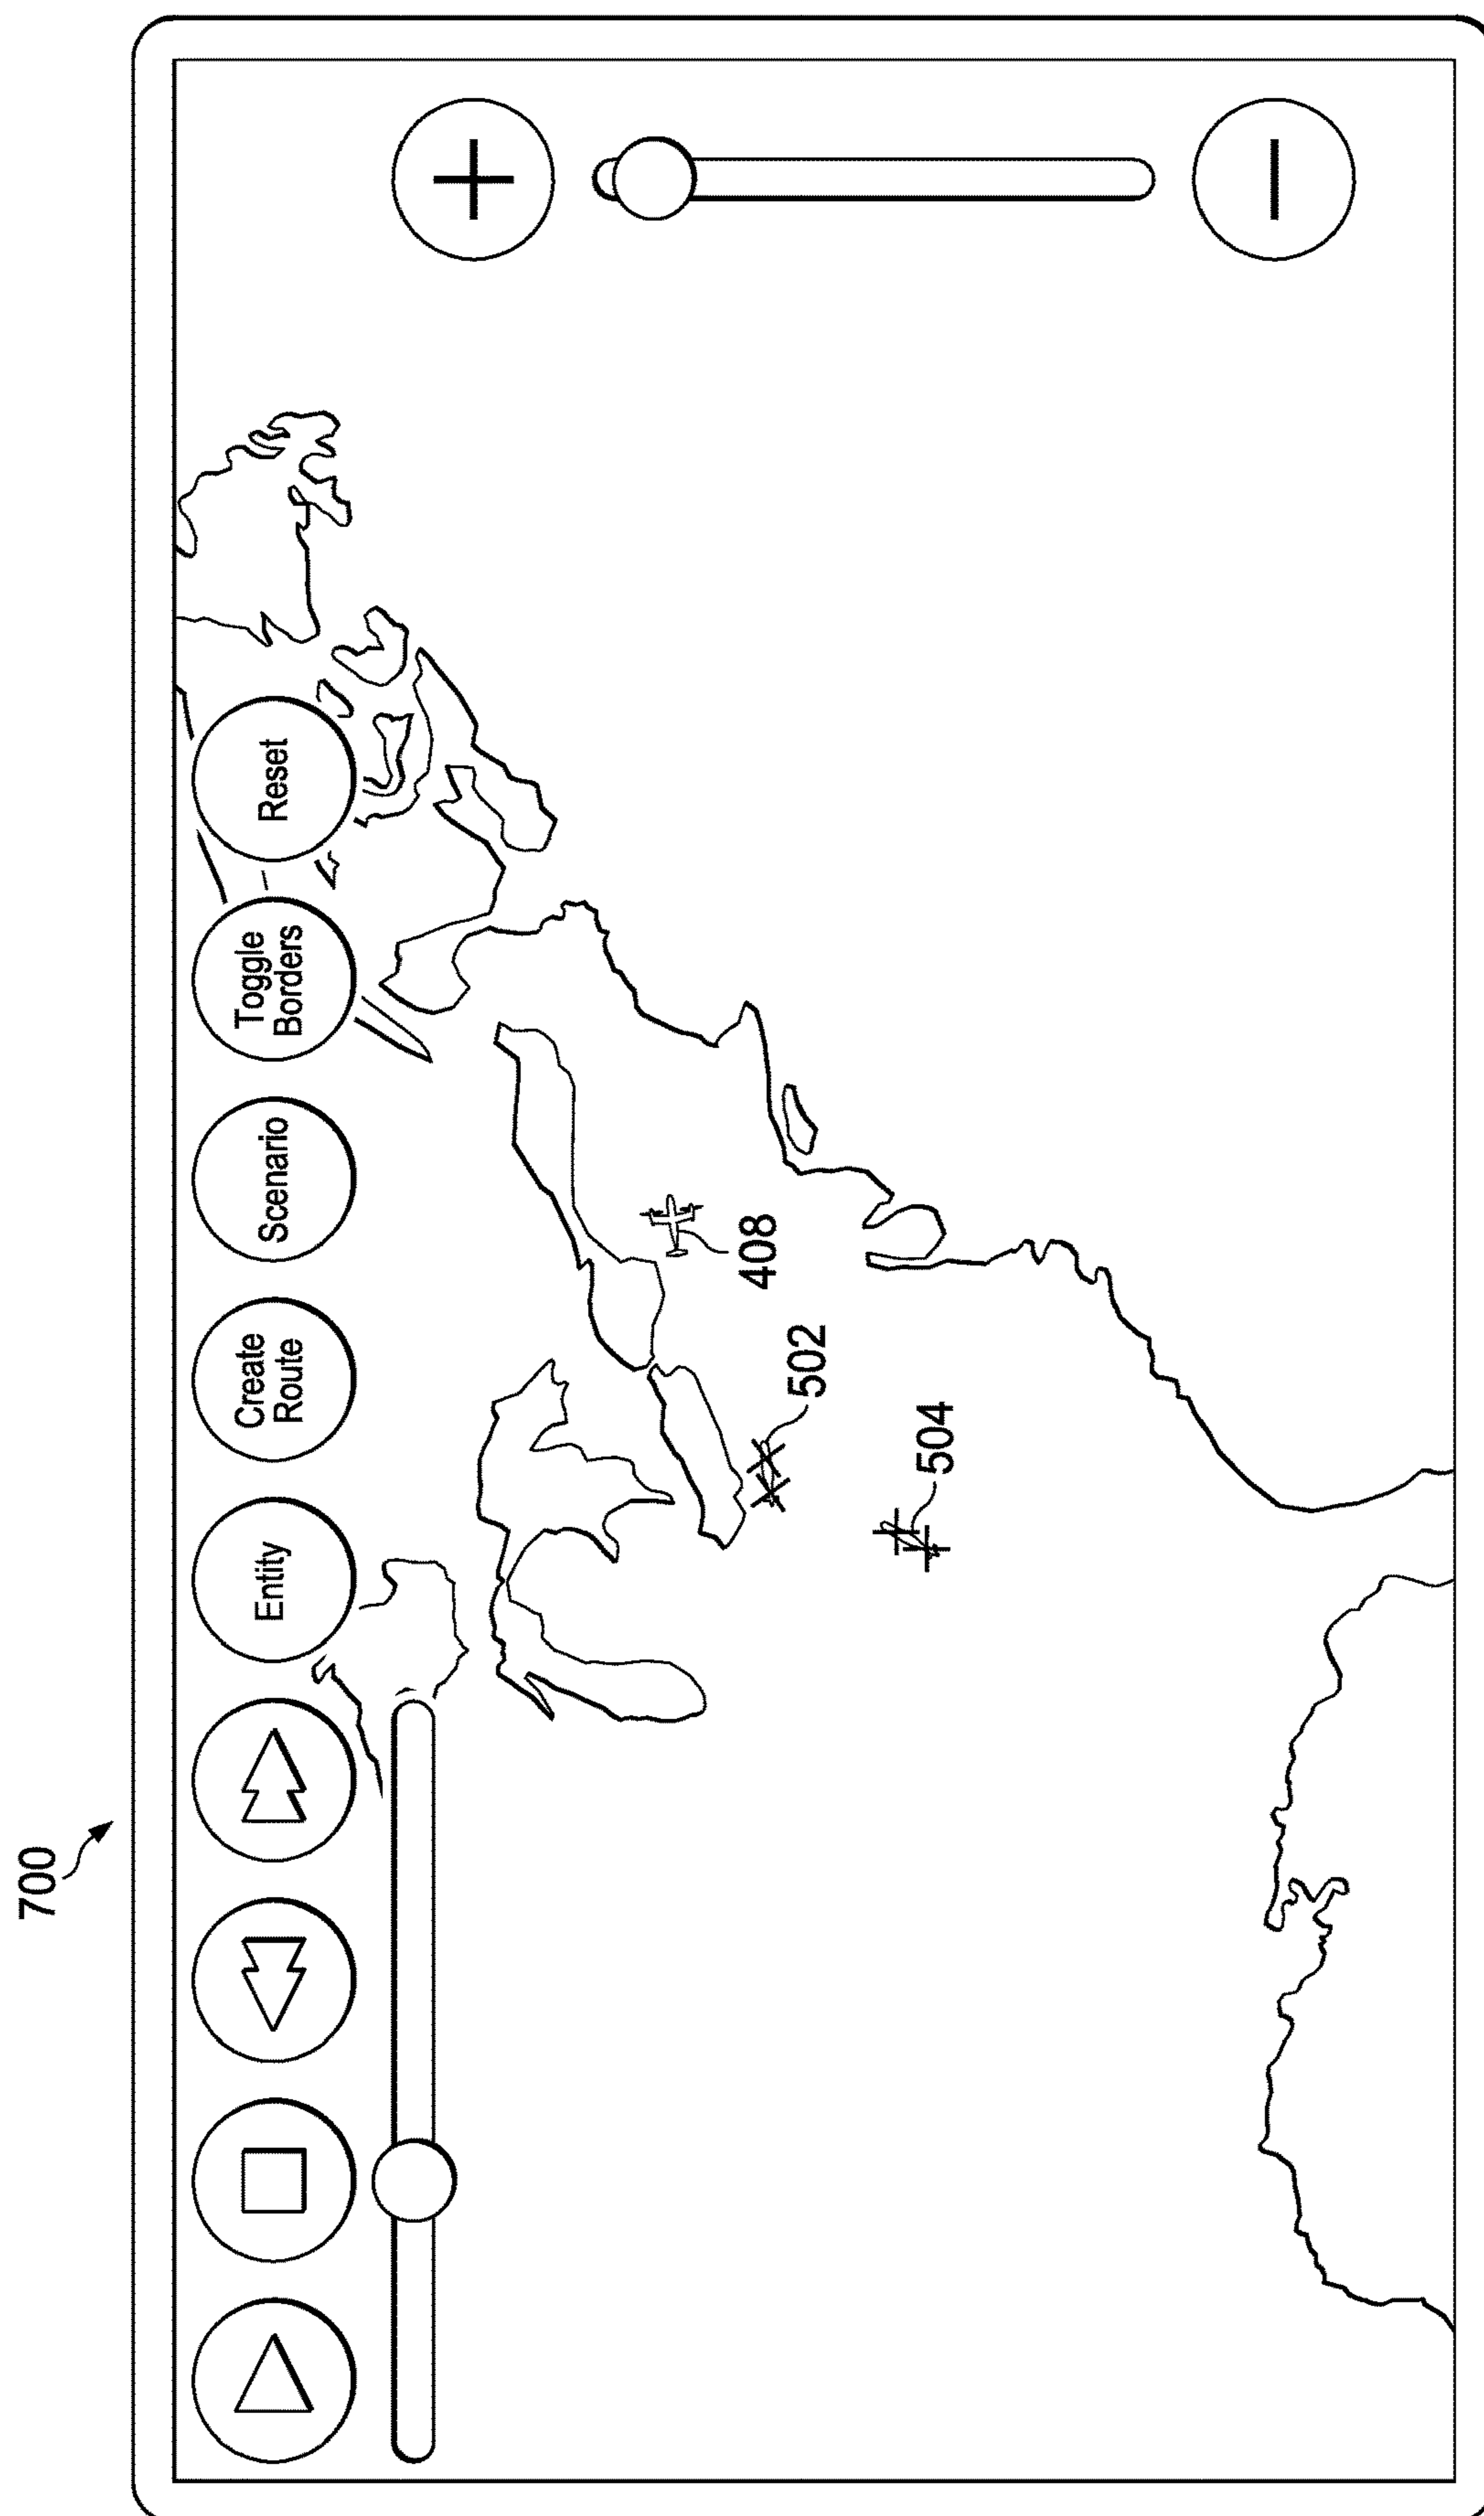 700
Entity
Create
Route
Scenario
Toggle
Borders
Reset
408
502
504